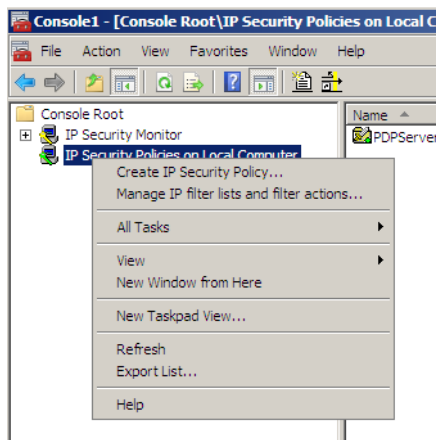 Console1 - [Console Root\IP Security Policies on Local C
File Action View Favorites Window Help
Console Root
Name
IP Security Monitor
PDPServer
IP Security Policies on Local Computer
Create IP Security Policy...
Manage IP filter lists and filter actions...
All Tasks
View
New Window from Here
New Taskpad View...
Refresh
Export List...
Help